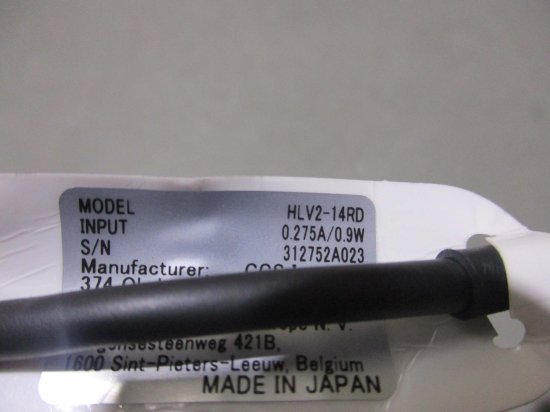 MODEL HLV2-14RD
INPUT 0.275A/0.9W
S/N 312752A023
Manufacturer:
374
N. V.
421B,
1600 Sint-Pieters-Leeuw, Belgium
MADE IN JAPAN